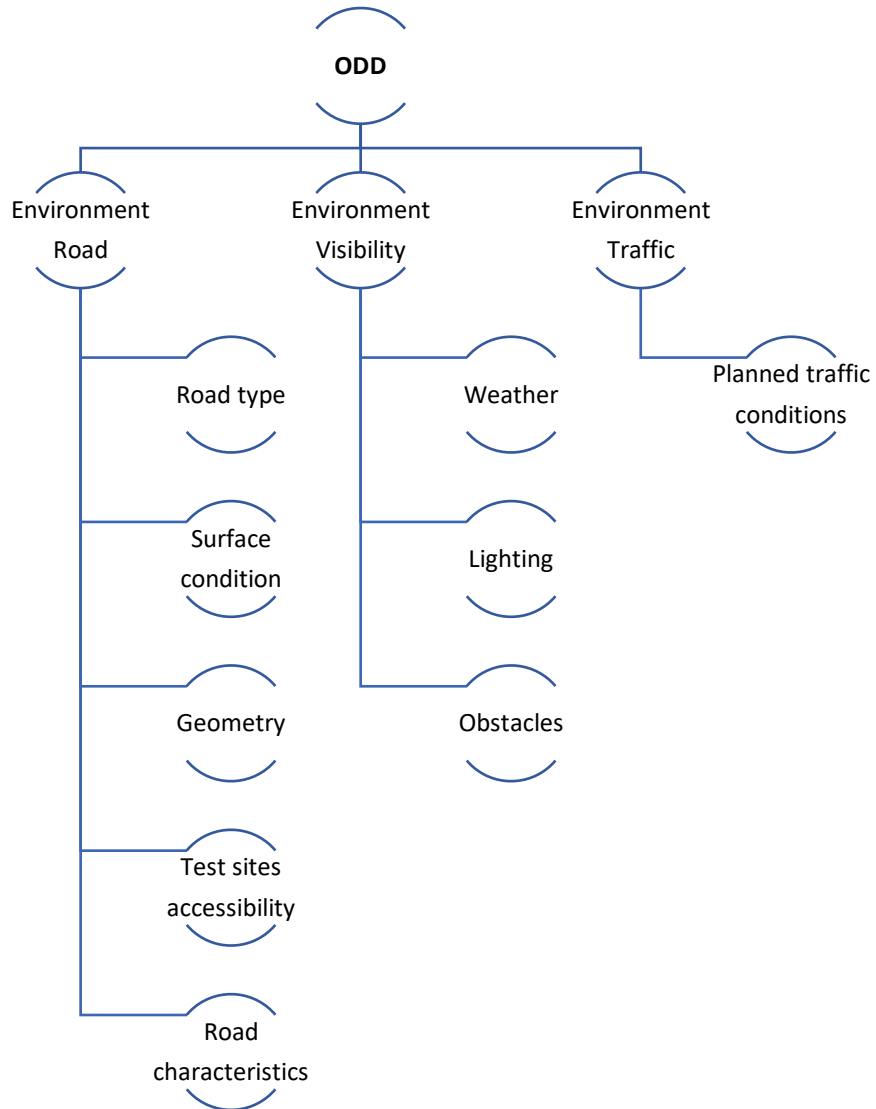 ODD
Environment
Road
Environment
Visibility
Environment
Traffic
Road type
Surface
condition
Geometry
Test sites
accessibility
Road
characteristics
Weather
Lighting
Obstacles
Planned traffic
conditions